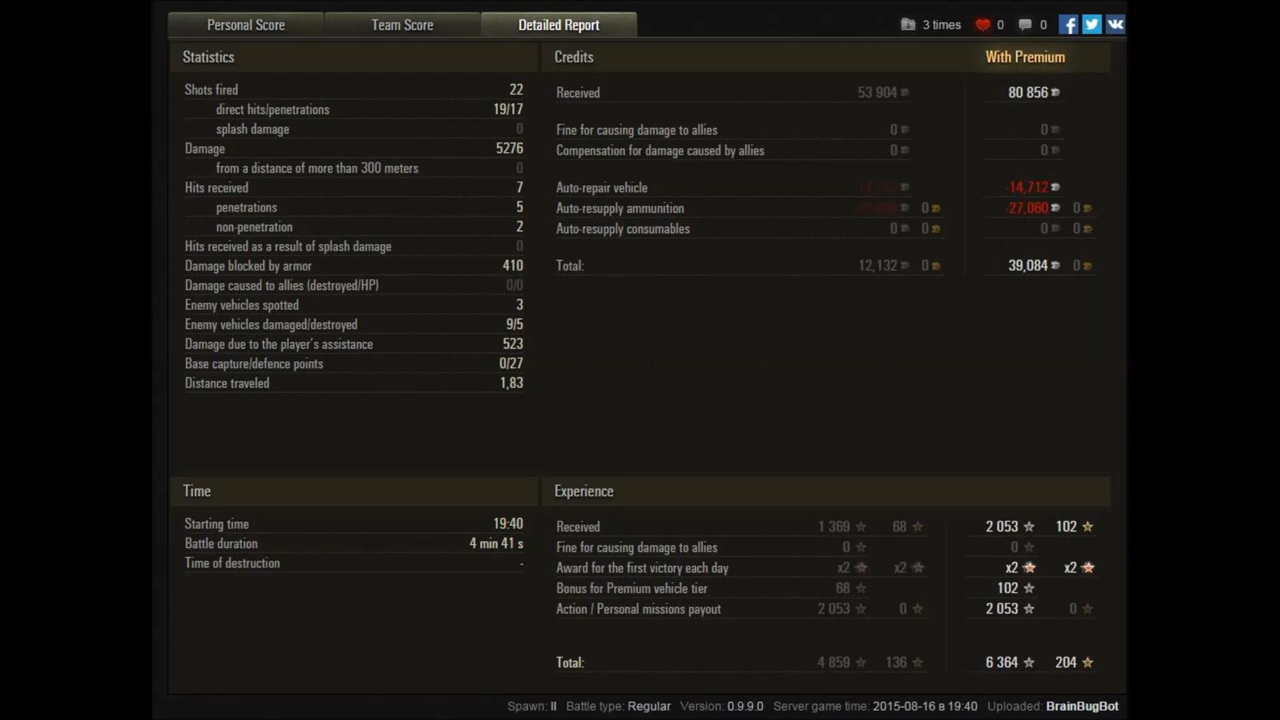 Personal Score Team Score Detailed Report 3 times 0 0
Statistics
Shots fired 22
direct hits/penetrations 19/17
splash damage 0
Damage 5276
from a distance of more than 300 meters 0
Hits received 7
penetrations 5
non-penetration 2
Hits received as a result of splash damage 0
Damage blocked by armor 410
Damage caused to allies (destroyed/HP) 0/0
Enemy vehicles spotted 3
Enemy vehicles damaged/destroyed 9/5
Damage due to the player's assistance 523
Base capture/defence points 0/27
Distance traveled 1,83
Credits With Premium
Received 53 904 80 856
Fine for causing damage to allies 0 0
Compensation for damage caused by allies 0 0
Auto-repair vehicle -14,712
Auto-resupply ammunition 0 -27,060 0
Auto-resupply consumables 0 0 0 0
Total: 12,132 0 39,084 0
Time
Starting time 19:40
Battle duration 4 min 41 s
Time of destruction -
Experience
Received 1 369 68 2 053 102
Fine for causing damage to allies 0 0
Award for the first victory each day x2 x2 x2 x2
Bonus for Premium vehicle tier 68 102
Action / Personal missions payout 2 053 0 2 053 0
Total: 4 859 136 6 364 204
Spawn: II Battle type: Regular Version: 0.9.9.0 Server game time: 2015-08-16 в 19:40 Uploaded: BrainBugBot